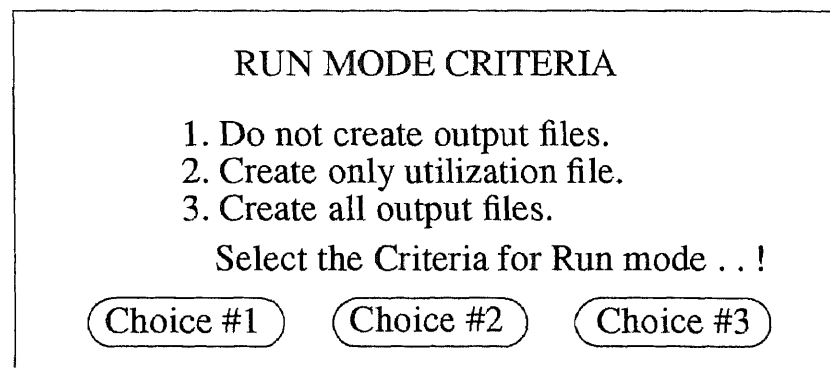 RUN MODE CRITERIA
1. Do not create output files.
2. Create only utilization file.
3. Create all output files.
Select the Criteria for Run mode . . !
Choice #1 Choice #2 Choice #3